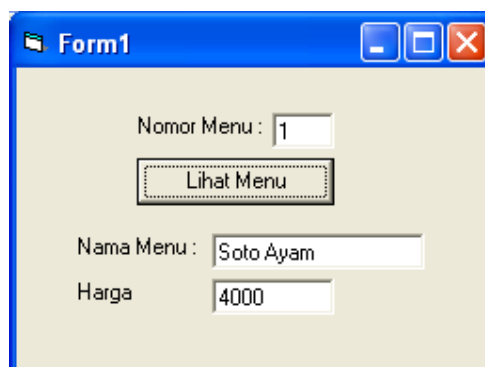 Form1
Nomor Menu : 1
Lihat Menu
Nama Menu : Soto Ayam
Harga 4000